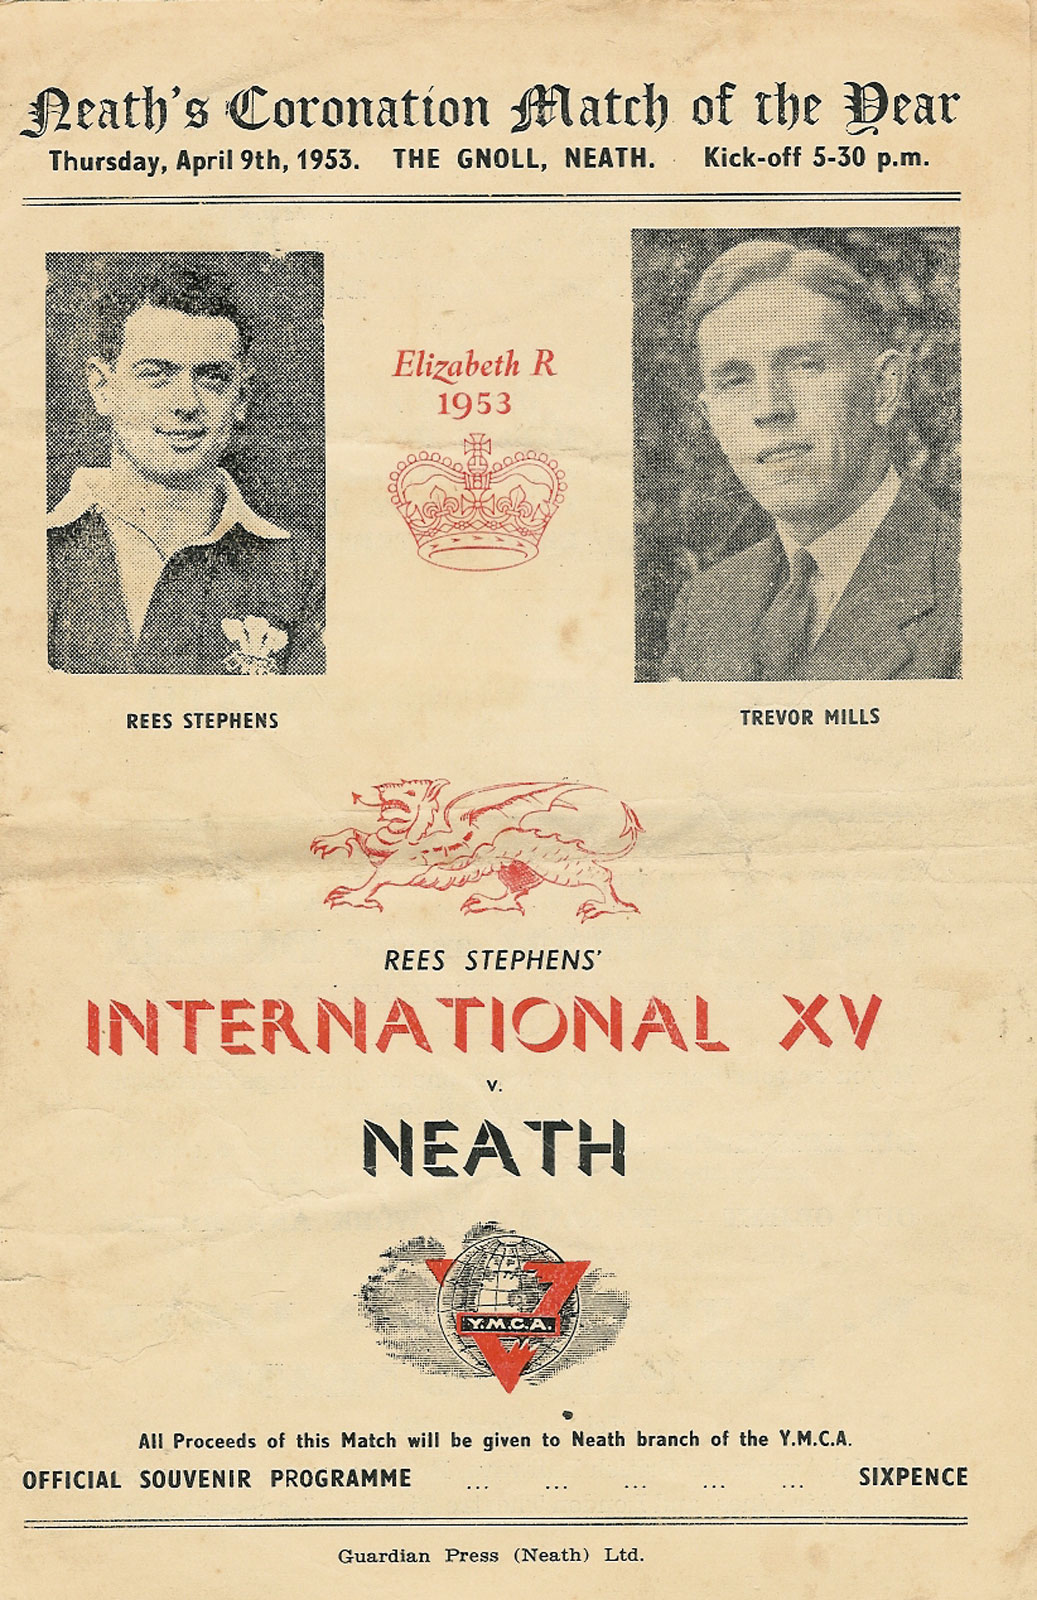 Neath's Coronation Match of the Year
Thursday, April 9th, 1953. THE GNOLL, NEATH. Kick-off 5-30 p.m.
Elizabeth R
1953
REES STEPHENS
TREVOR MILLS
REES STEPHENS'
INTERNATIONAL XV
v.
NEATH
Y.M.C.A.
All Proceeds of this Match will be given to Neath branch of the Y.M.C.A.
OFFICIAL SOUVENIR PROGRAMME ... ... ... ... ... SIXPENCE
Guardian Press (Neath) Ltd.